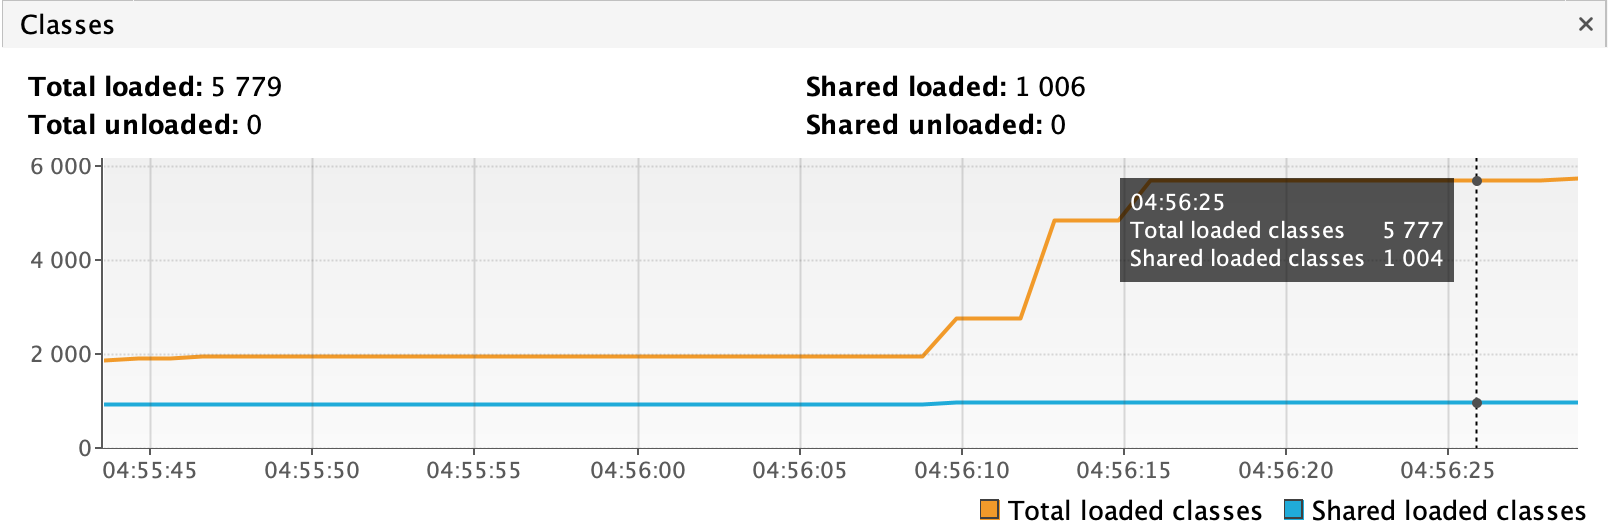 Classes ×
Total loaded: 5 779 Shared loaded: 1 006
Total unloaded: 0 Shared unloaded: 0
6 000
04:56:25
Total loaded classes 5 777
Shared loaded classes 1 004
4 000
2 000
0
04:55:45 04:55:50 04:55:55 04:56:00 04:56:05 04:56:10 04:56:15 04:56:20 04:56:25
Total loaded classes Shared loaded classes